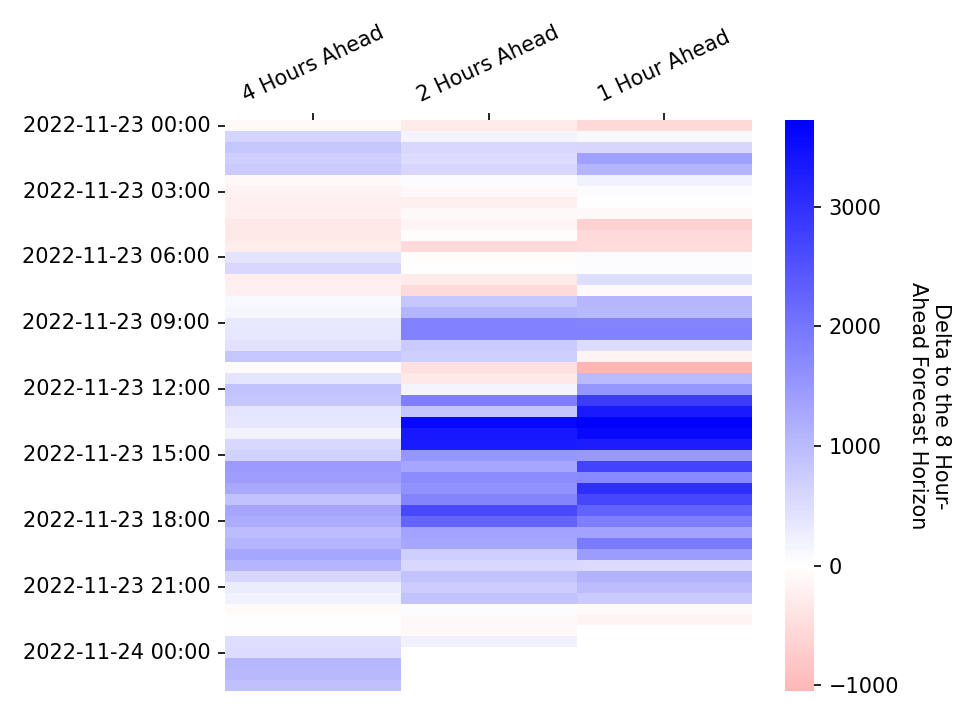 4 Hours Ahead
2 Hours Ahead
1 Hour Ahead
2022-11-23 00:00
2022-11-23 03:00
2022-11-23 06:00
2022-11-23 09:00
2022-11-23 12:00
2022-11-23 15:00
2022-11-23 18:00
2022-11-23 21:00
2022-11-24 00:00
3000
2000
1000
0
−1000
Delta to the 8 Hour-
Ahead Forecast Horizon